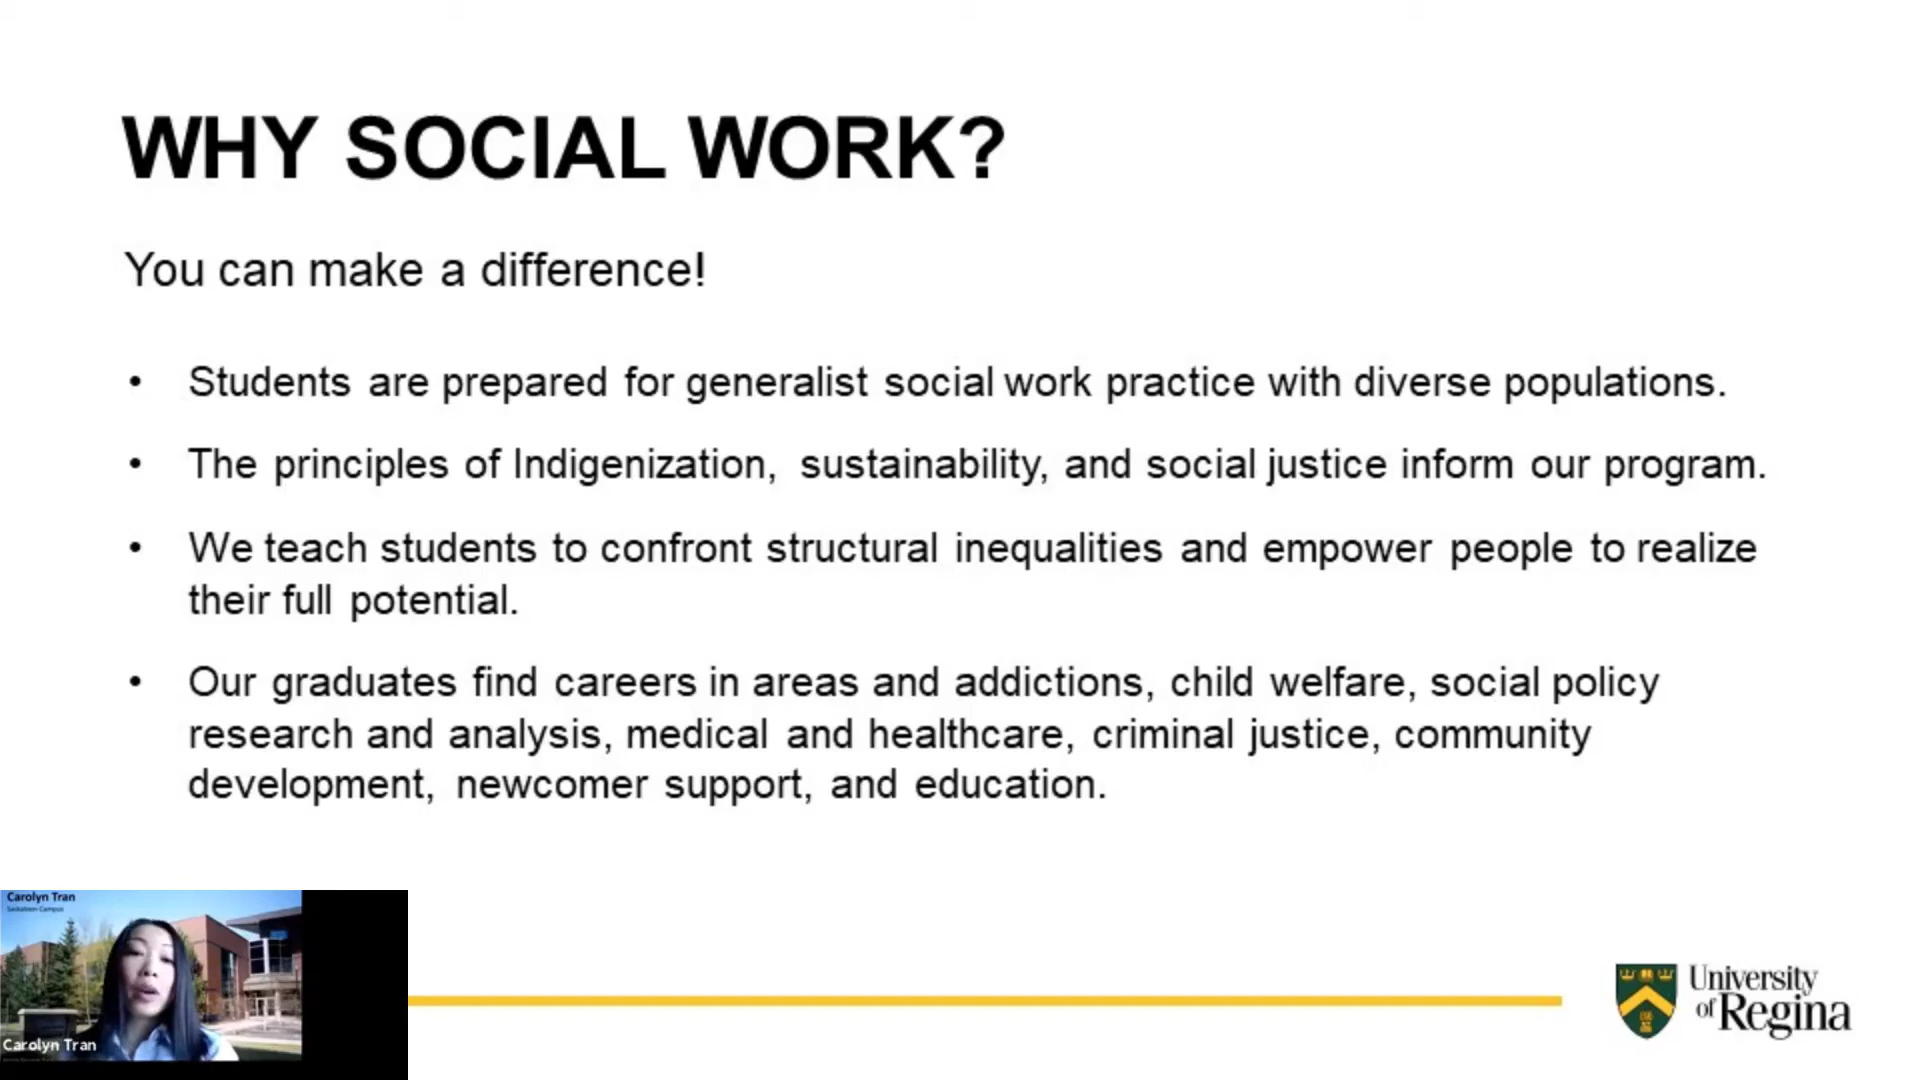 WHY SOCIAL WORK?
You can make a difference!
• Students are prepared for generalist social work practice with diverse populations.
• The principles of Indigenization, sustainability, and social justice inform our program.
• We teach students to confront structural inequalities and empower people to realize
their full potential.
• Our graduates find careers in areas and addictions, child welfare, social policy
research and analysis, medical and healthcare, criminal justice, community
development, newcomer support, and education.
Carolyn Tran
Saskatoon Campus
Carolyn Tran
University
of Regina